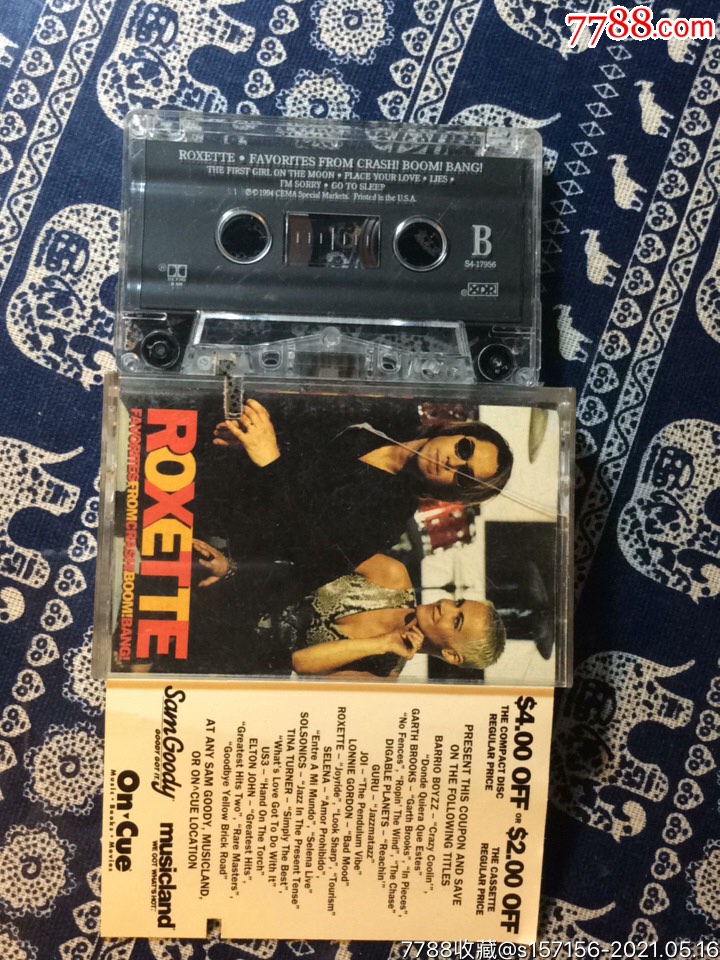 7788.com
ROXETTE • FAVORITES FROM CRASH! BOOM! BANG!
THE FIRST GIRL ON THE MOON • PLACE YOUR LOVE • LIES •
I'M SORRY • GO TO SLEEP
℗ © 1994 CEMA Special Markets. Printed in the U.S.A.
B
S4-17956
XDR
ROXETTE
FAVORITES FROM CRASH! BOOM! BANG!
$4.00 OFF OR $2.00 OFF
THE COMPACT DISC
REGULAR PRICE
THE CASSETTE
REGULAR PRICE
PRESENT THIS COUPON AND SAVE
ON THE FOLLOWING TITLES
BARRIO BOYZZ – "Crazy Coolin'",
"Donde Quiera Que Estes"
GARTH BROOKS – "Garth Brooks", "In Pieces"
"No Fences", "Ropin' The Wind", "The Chase"
DIGABLE PLANETS – "Reachin'"
GURU – "Jazzmatazz"
JOI – "The Pendulum Vibe"
LONNIE GORDON – "Bad Mood"
ROXETTE – "Joyride", "Look Sharp", "Tourism"
SELENA – "Amor Prohibido",
"Entre A Mi Mundo", "Selena Live"
SOLSONICS – "Jazz In The Present Tense"
TINA TURNER – "Simply The Best",
"What's Love Got To Do With It"
US3 – "Hand On The Torch"
ELTON JOHN – "Greatest Hits",
"Greatest Hits Two", "Rare Masters",
"Goodbye Yellow Brick Road"
AT ANY SAM GOODY, MUSICLAND,
OR ON CUE LOCATION
Sam Goody
GOODY GOT IT.
musicland
WE GOT WHAT'S HOT.
On Cue
Music • Books • Movies
7788收藏@s157156-2021.05.16